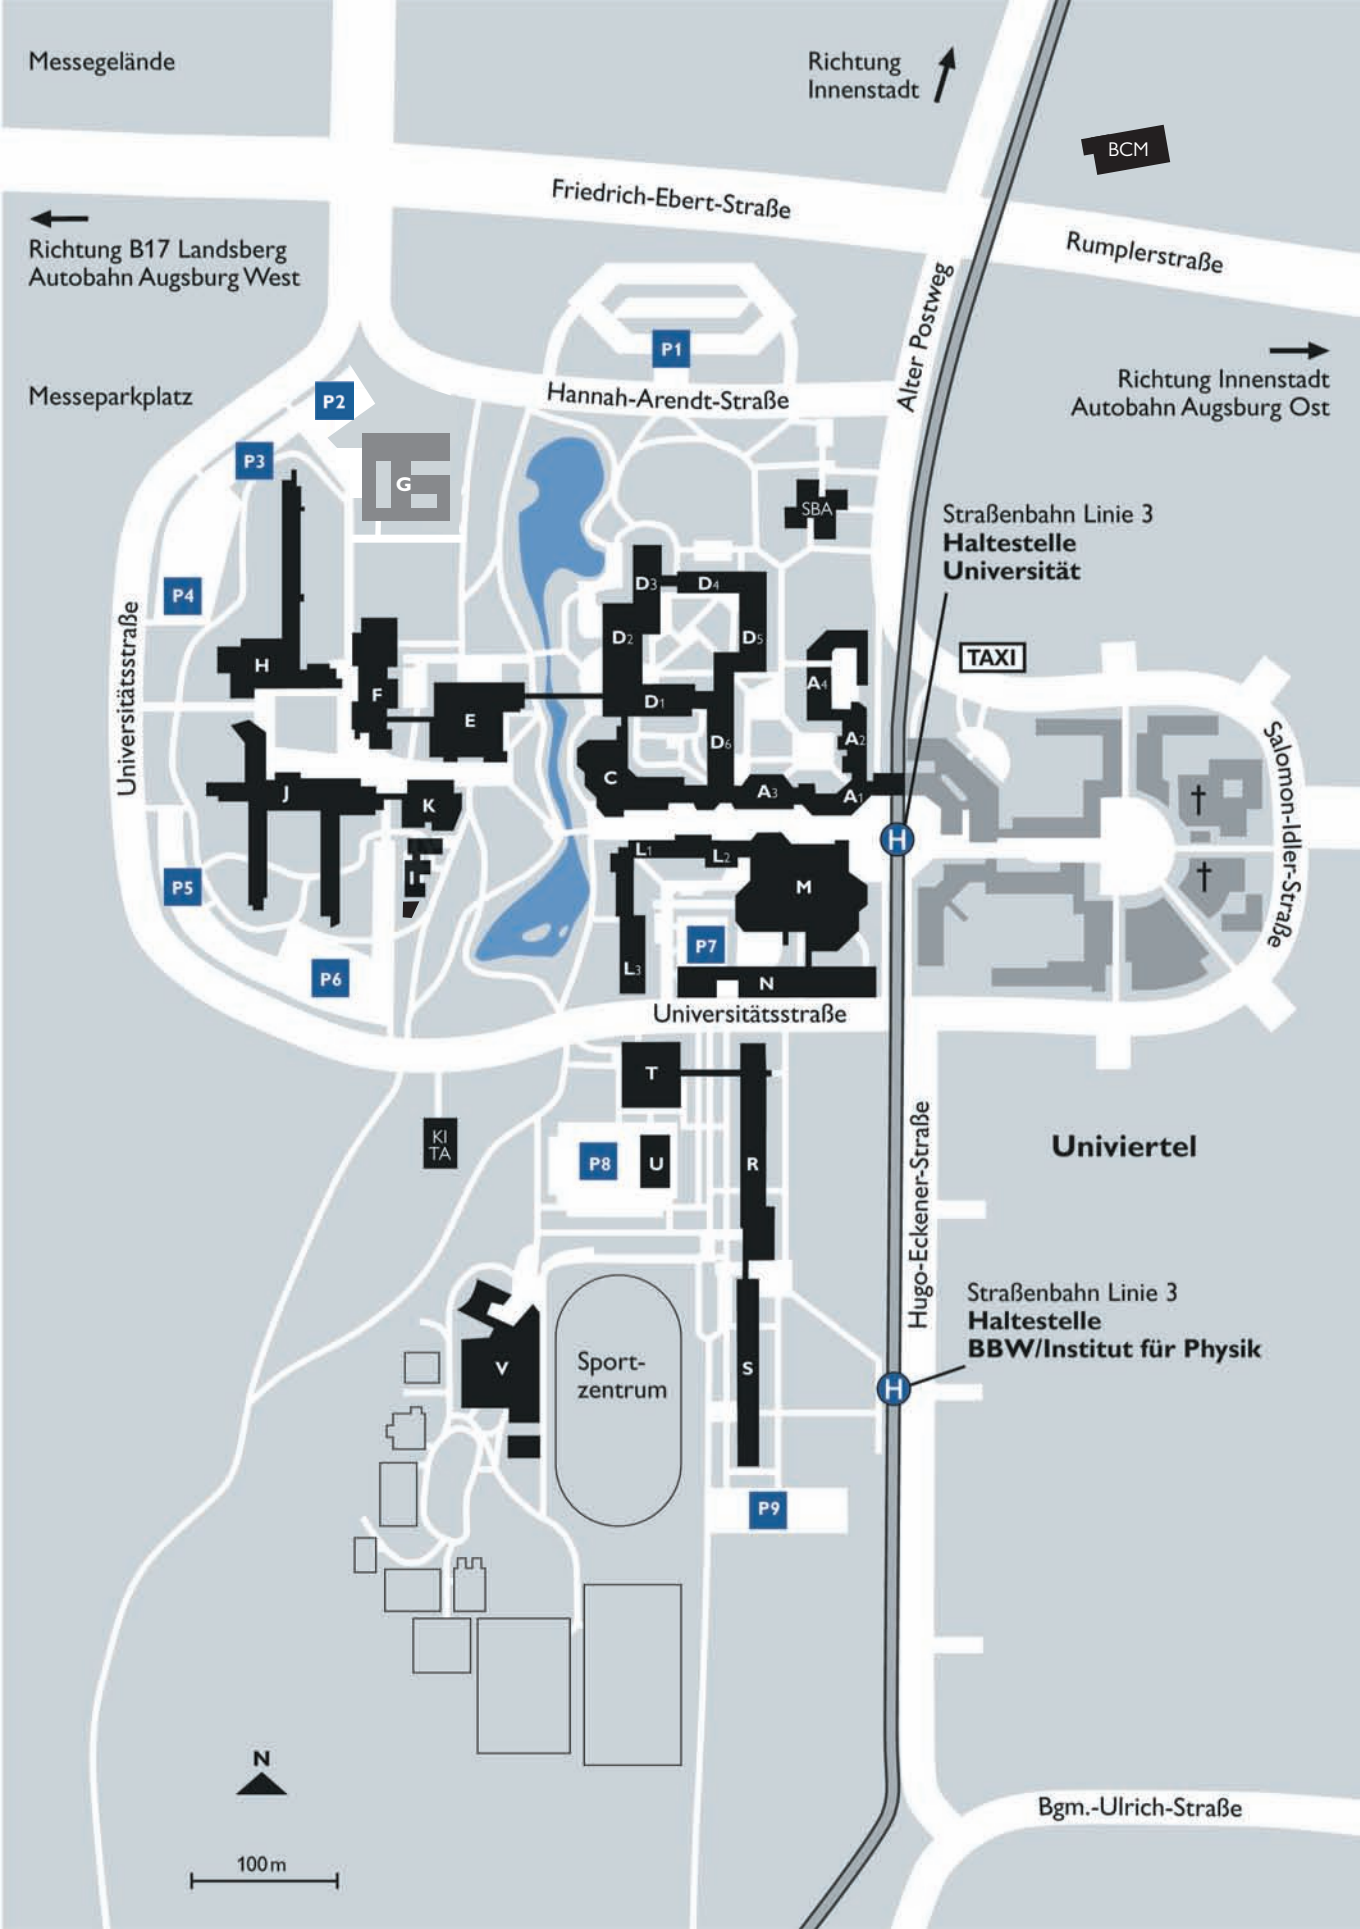 Messegelände
Richtung
Innenstadt
BCM
Friedrich-Ebert-Straße
Richtung B17 Landsberg
Autobahn Augsburg West
Rumplerstraße
Alter Postweg
P1
Richtung Innenstadt
Autobahn Augsburg Ost
Messeparkplatz
P2
Hannah-Arendt-Straße
P3
G
SBA
Straßenbahn Linie 3
Haltestelle
Universität
P4
D3
D4
D2
D5
TAXI
Universitätsstraße
H
F
E
D1
D6
A4
A2
Salomon-Idler-Straße
C
A3
A1
J
K
H
L1
L2
I
P5
M
P7
L3
N
P6
Universitätsstraße
T
KI
TA
P8
U
R
Hugo-Eckener-Straße
Univiertel
Straßenbahn Linie 3
Haltestelle
BBW/Institut für Physik
V
Sport-
zentrum
S
H
P9
N
100 m
Bgm.-Ulrich-Straße